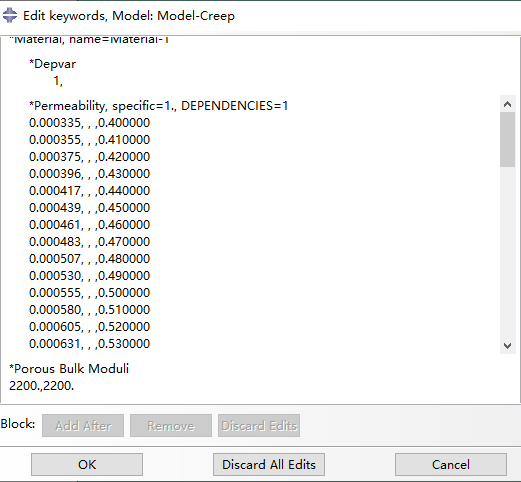 Edit keywords, Model: Model-Creep
*Material, name=Material-1
*Depvar
1,
*Permeability, specific=1., DEPENDENCIES=1
0.000335, , ,0.400000
0.000355, , ,0.410000
0.000375, , ,0.420000
0.000396, , ,0.430000
0.000417, , ,0.440000
0.000439, , ,0.450000
0.000461, , ,0.460000
0.000483, , ,0.470000
0.000507, , ,0.480000
0.000530, , ,0.490000
0.000555, , ,0.500000
0.000580, , ,0.510000
0.000605, , ,0.520000
0.000631, , ,0.530000
*Porous Bulk Moduli
2200.,2200.
Block: Add After Remove Discard Edits
OK Discard All Edits Cancel